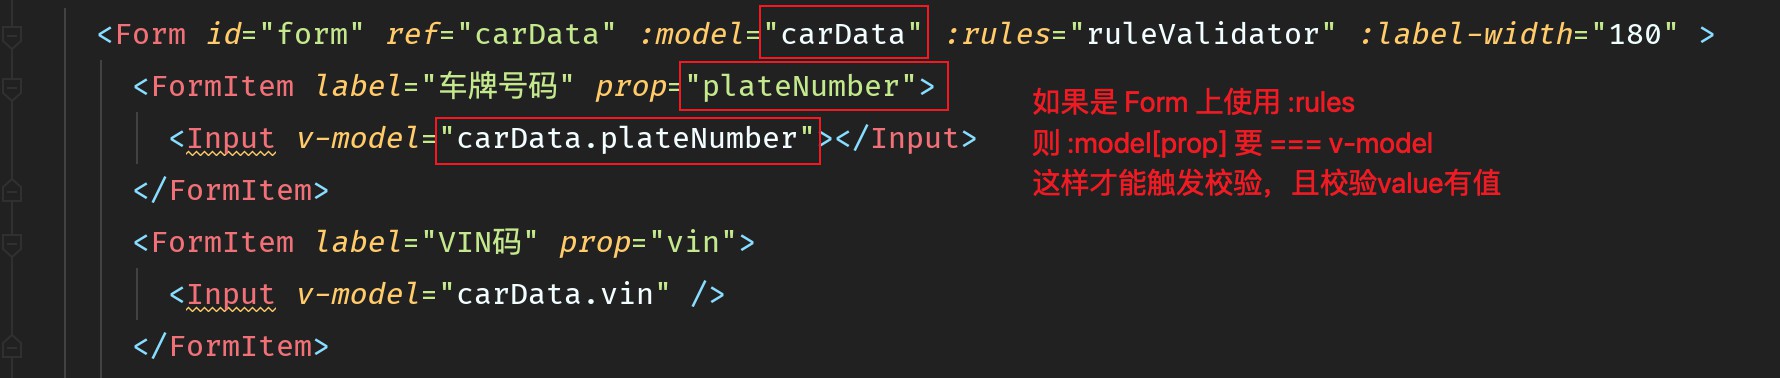 <Form id="form" ref="carData" :model="carData" :rules="ruleValidator" :label-width="180" >
<FormItem label="车牌号码" prop="plateNumber">
<Input v-model="carData.plateNumber"></Input>
</FormItem>
<FormItem label="VIN码" prop="vin">
<Input v-model="carData.vin" />
</FormItem>
如果是 Form 上使用 :rules
则 :model[prop] 要 === v-model
这样才能触发校验，且校验value有值